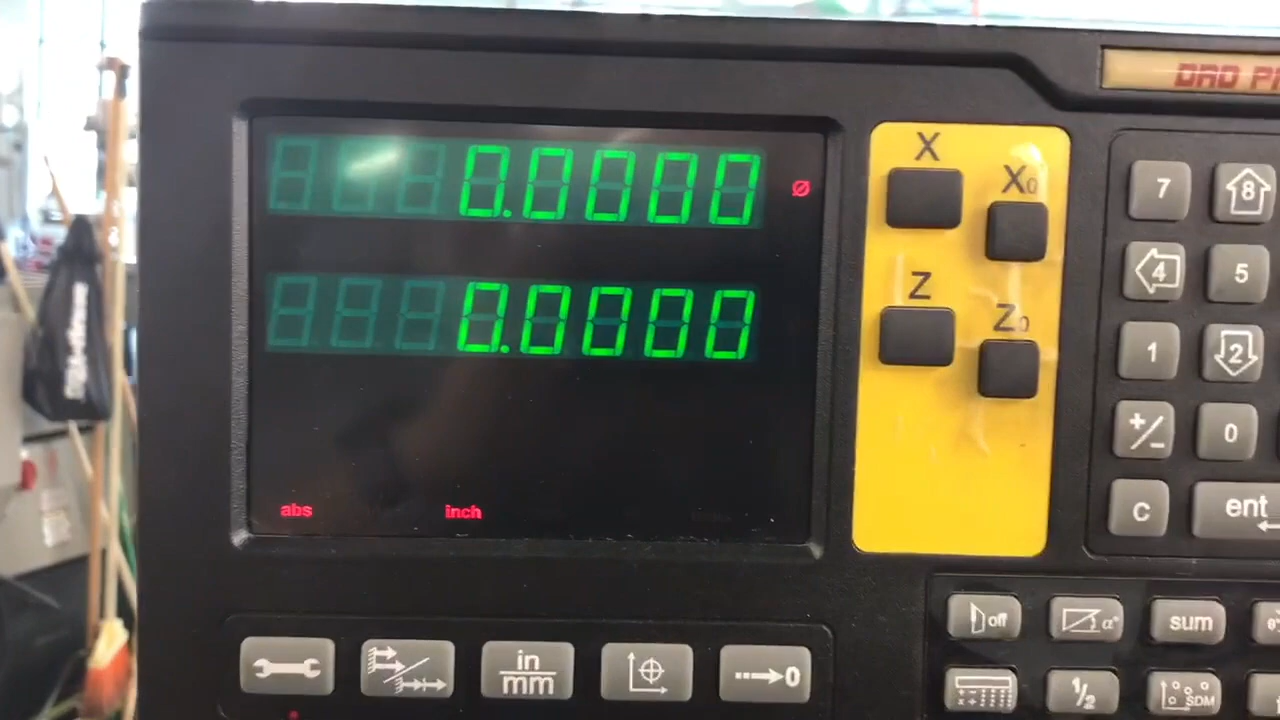 DRO
0.0000 Ø
0.0000
abs inch
X
X0
Z
Z0
7 8
4 5
1 2
+/- 0
C ent
off α° sum
in/mm
0
1/2 SDM